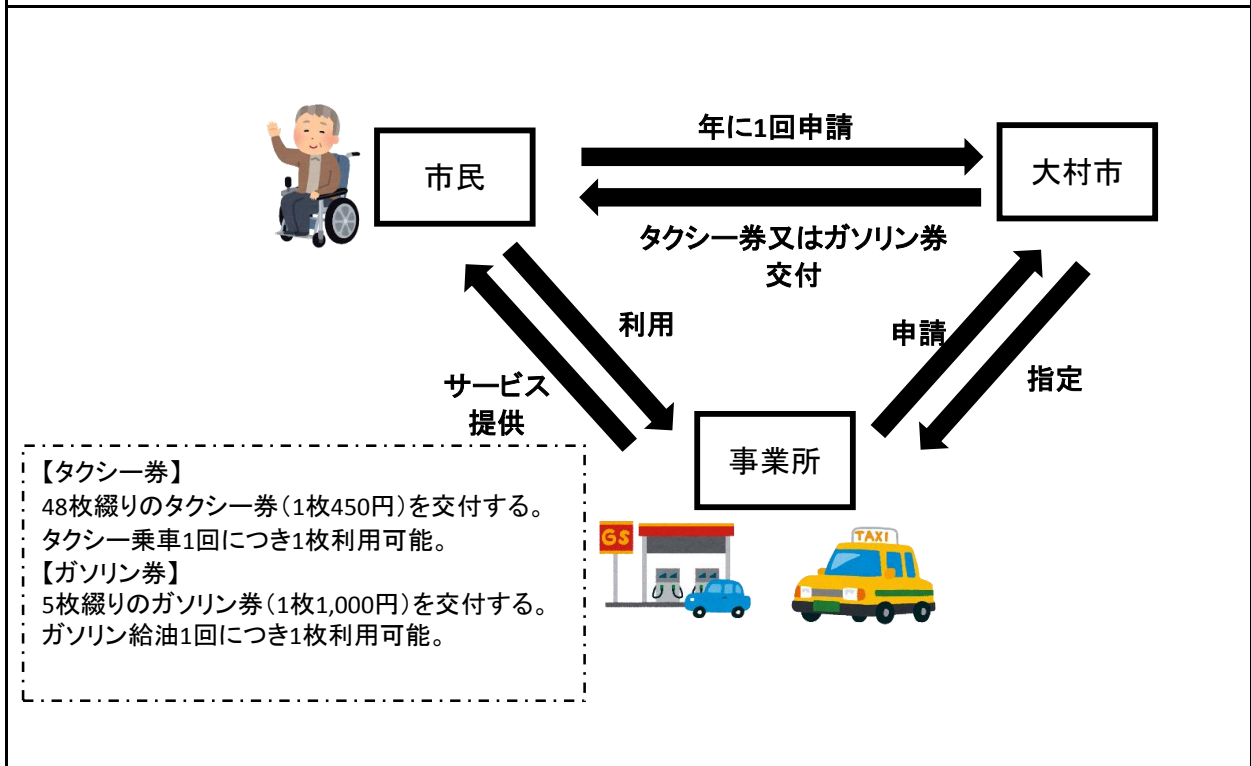 年に1回申請
市民
大村市
タクシー券又はガソリン券
交付
利用
申請
サービス
提供
指定
事業所
【タクシー券】
48枚綴りのタクシー券（1枚450円）を交付する。
タクシー乗車1回につき1枚利用可能。
【ガソリン券】
5枚綴りのガソリン券（1枚1,000円）を交付する。
ガソリン給油1回につき1枚利用可能。
GS
TAXI